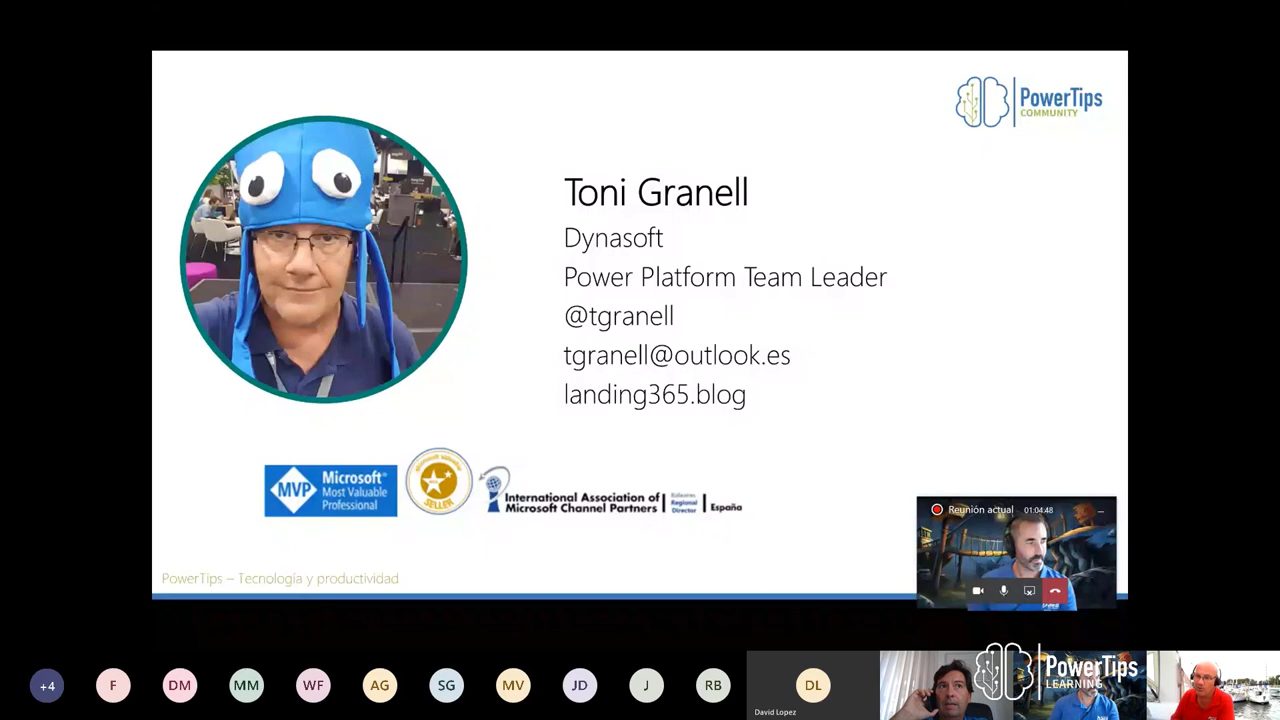 PowerTips
COMMUNITY
Toni Granell
Dynasoft
Power Platform Team Leader
@tgranell
tgranell@outlook.es
landing365.blog
MVP
Microsoft®
Most Valuable
Professional
SELLER
International Association of
Microsoft Channel Partners
Regional
Director
España
Reunión actual 01:04:48
PowerTips – Tecnología y productividad
+4 F DM MM WF AG SG MV JD J RB DL
David Lopez
PowerTips
LEARNING